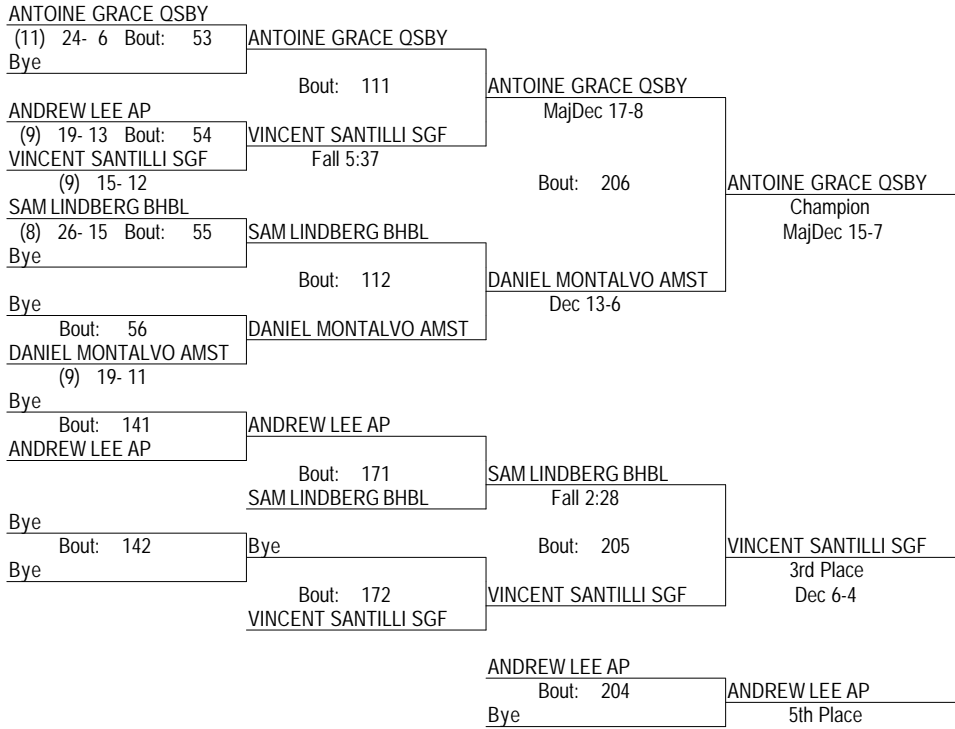 ANTOINE GRACE QSBY
(11) 24- 6 Bout: 53
Bye
ANTOINE GRACE QSBY
Bout: 111
ANTOINE GRACE QSBY
MajDec 17-8
ANDREW LEE AP
(9) 19- 13 Bout: 54
VINCENT SANTILLI SGF
(9) 15- 12
VINCENT SANTILLI SGF
Fall 5:37
Bout: 206
ANTOINE GRACE QSBY
Champion
MajDec 15-7
SAM LINDBERG BHBL
(8) 26- 15 Bout: 55
Bye
SAM LINDBERG BHBL
Bout: 112
DANIEL MONTALVO AMST
Dec 13-6
Bye
Bout: 56
DANIEL MONTALVO AMST
(9) 19- 11
DANIEL MONTALVO AMST
Bye
Bout: 141
ANDREW LEE AP
ANDREW LEE AP
Bout: 171
SAM LINDBERG BHBL
SAM LINDBERG BHBL
Fall 2:28
Bye
Bout: 142
Bye
Bye
Bout: 172
VINCENT SANTILLI SGF
Bout: 205
VINCENT SANTILLI SGF
VINCENT SANTILLI SGF
3rd Place
Dec 6-4
ANDREW LEE AP
Bout: 204
Bye
ANDREW LEE AP
5th Place